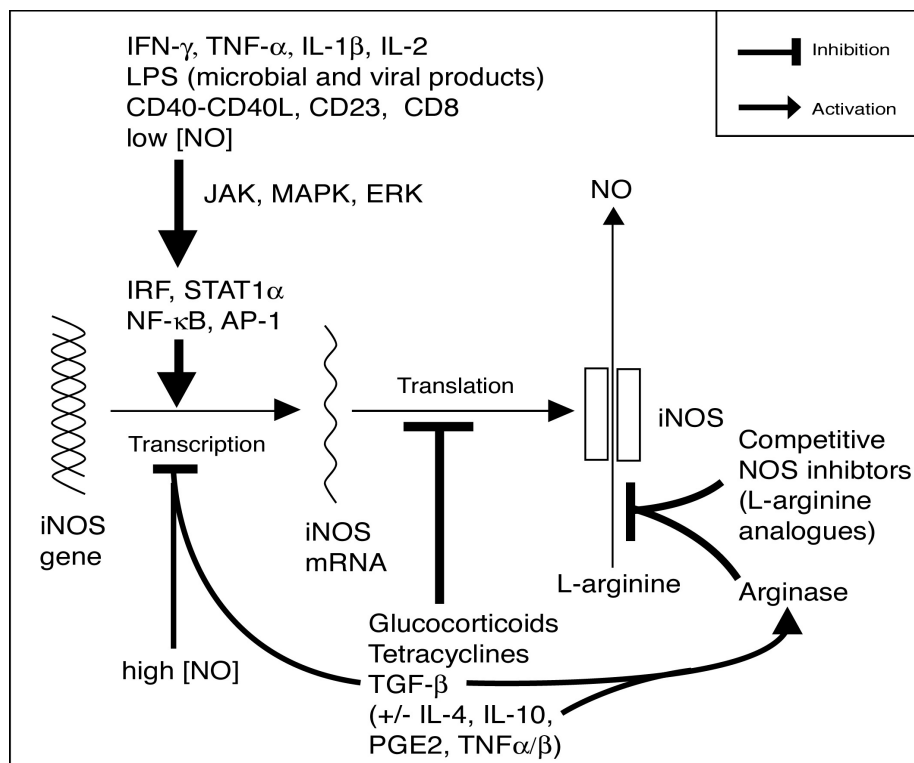 IFN-γ, TNF-α, IL-1β, IL-2
LPS (microbial and viral products)
CD40-CD40L, CD23, CD8
low [NO]
Inhibition
Activation
JAK, MAPK, ERK
NO
IRF, STAT1α
NF-κB, AP-1
Translation
Transcription
iNOS
Competitive
NOS inhibtors
(L-arginine
analogues)
iNOS
gene
iNOS
mRNA
L-arginine
Arginase
Glucocorticoids
Tetracyclines
TGF-β
(+/- IL-4, IL-10,
PGE2, TNFα/β)
high [NO]